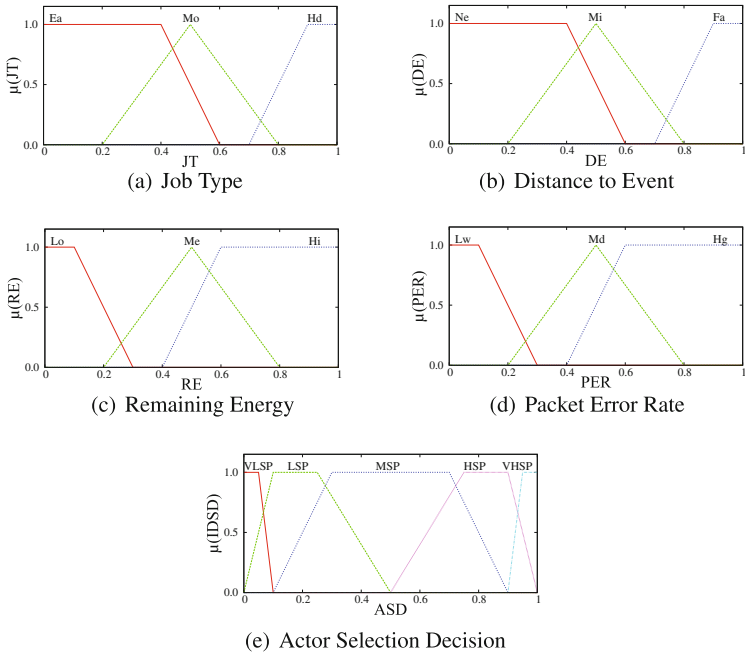 Ea Mo Hd
1.0
μ(JT)
0.5
0.0
0 0.2 0.4 0.6 0.8 1
JT
(a) Job Type
Ne Mi Fa
1.0
μ(DE)
0.5
0.0
0 0.2 0.4 0.6 0.8 1
DE
(b) Distance to Event
Lo Me Hi
1.0
μ(RE)
0.5
0.0
0 0.2 0.4 0.6 0.8 1
RE
(c) Remaining Energy
Lw Md Hg
1.0
μ(PER)
0.5
0.0
0 0.2 0.4 0.6 0.8 1
PER
(d) Packet Error Rate
VLSP LSP MSP HSP VHSP
1.0
μ(IDSD)
0.5
0.0
0 0.2 0.4 0.6 0.8 1
ASD
(e) Actor Selection Decision